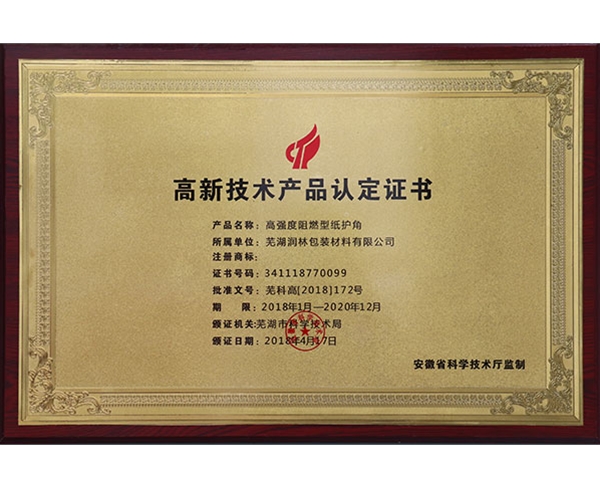 高新技术产品认定证书
产品名称：高强度阻燃型纸护角
所属单位：芜湖润林包装材料有限公司
注册商标：
证书号码：341118770099
批准文号：芜科高[2018]172号
期　　限：2018年1月—2020年12月
颁证机关:芜湖市科学技术局
颁证日期：2018年4月17日
安徽省科学技术厅监制